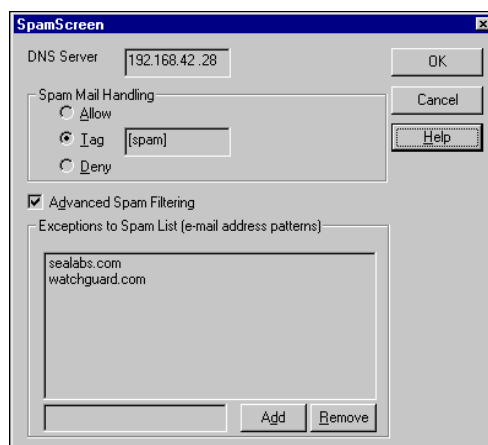 SpamScreen
DNS Server 192.168.42 .28
OK
Spam Mail Handling
Allow
Cancel
Tag [spam]
Help
Deny
Advanced Spam Filtering
Exceptions to Spam List (e-mail address patterns)
sealabs.com
watchguard.com
Add Remove